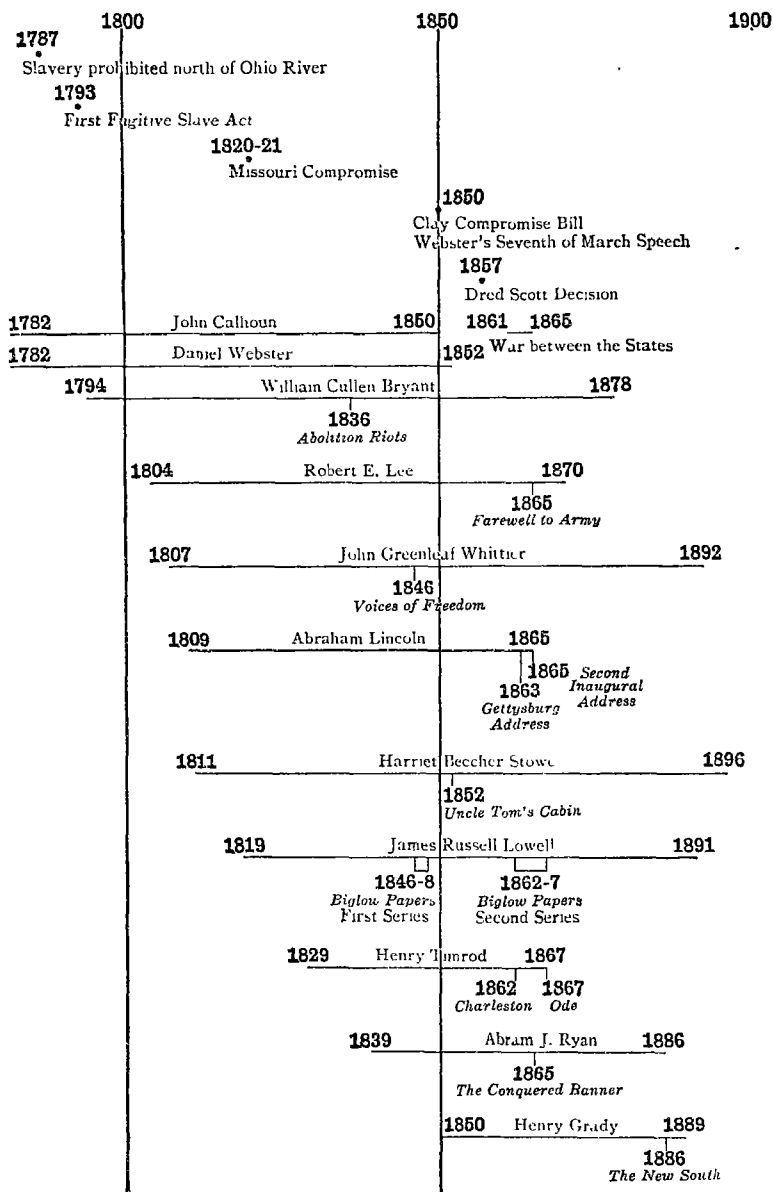 1800 1850 1900
1787
Slavery prohibited north of Ohio River
1793
First Fugitive Slave Act
1820-21
Missouri Compromise
1850
Clay Compromise Bill
Webster's Seventh of March Speech
1857
Dred Scott Decision
1782 John Calhoun 1850 1861 1865
War between the States
1782 Daniel Webster 1852
1794 William Cullen Bryant 1878
1836
Abolition Riots
1804 Robert E. Lee 1870
1865
Farewell to Army
1807 John Greenleaf Whittier 1892
1846
Voices of Freedom
1809 Abraham Lincoln 1865
1865 Second
Inaugural
Address
1863
Gettysburg
Address
1811 Harriet Beecher Stowe 1896
1852
Uncle Tom's Cabin
1819 James Russell Lowell 1891
1846-8 1862-7
Biglow Papers Biglow Papers
First Series Second Series
1829 Henry Timrod 1867
1862 1867
Charleston Ode
1839 Abram J. Ryan 1886
1865
The Conquered Banner
1850 Henry Grady 1889
1886
The New South